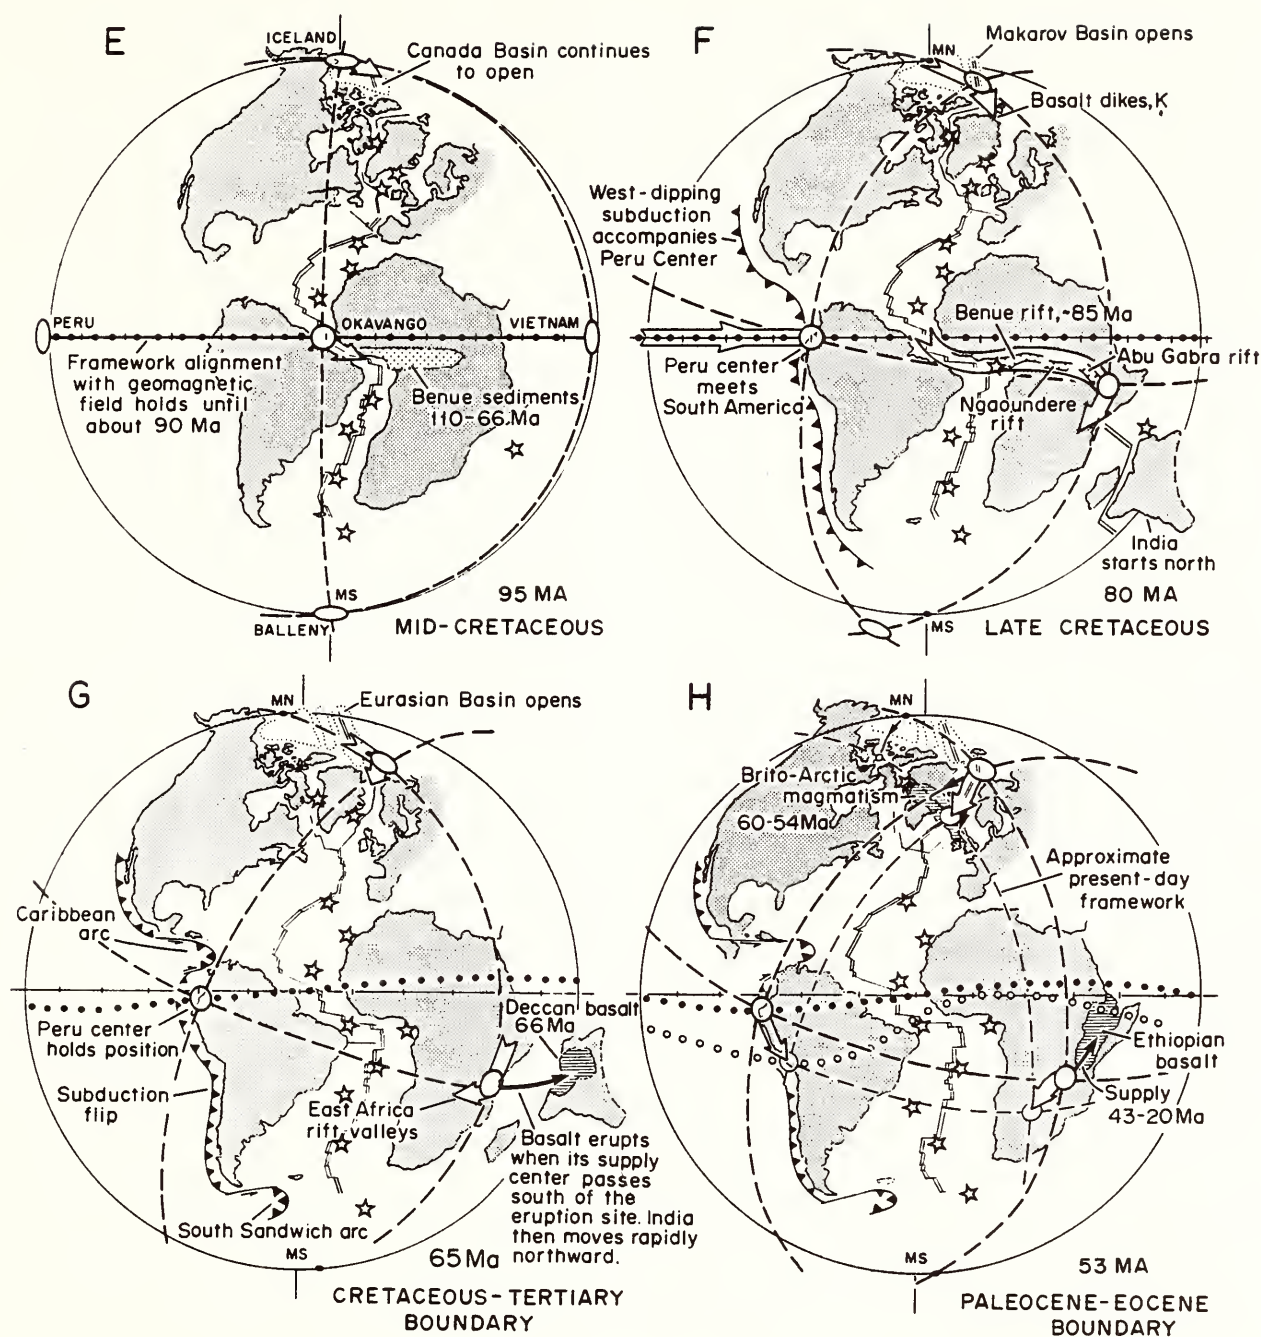 E
ICELAND
Canada Basin continues
to open
PERU
OKAVANGO
VIETNAM
Framework alignment
with geomagnetic
field holds until
about 90 Ma
Benue sediments
110-66 Ma
MS
BALLENY
95 MA
MID-CRETACEOUS
F
MN
Makarov Basin opens
Basalt dikes, K
West-dipping
subduction
accompanies
Peru Center
Benue rift, ~85 Ma
Abu Gabra rift
Peru center
meets
South America
Ngaoundere
rift
India
starts north
80 MA
MS
LATE CRETACEOUS
G
MN
Eurasian Basin opens
Caribbean
arc
Deccan basalt
66 Ma
Peru center
holds position
Subduction
flip
East Africa
rift valleys
Basalt erupts
when its supply
center passes
south of the
eruption site. India
then moves rapidly
northward.
South Sandwich arc
MS
65 Ma
CRETACEOUS-TERTIARY
BOUNDARY
H
MN
Brito-Arctic
magmatism
60-54 Ma
Approximate
present-day
framework
Ethiopian
basalt
Supply
43-20 Ma
MS
53 MA
PALEOCENE-EOCENE
BOUNDARY